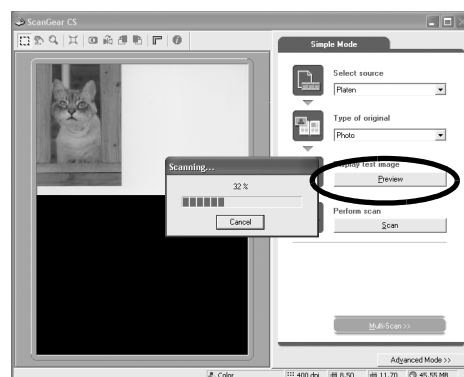 ScanGear CS
Simple Mode
Select source
Platen
Type of original
Photo
Display test image
Preview
Scanning...
32 %
Cancel
Perform scan
Scan
Multi-Scan >>
Advanced Mode >>
Color
400 dpi
8.50
11.70
45.55 MB